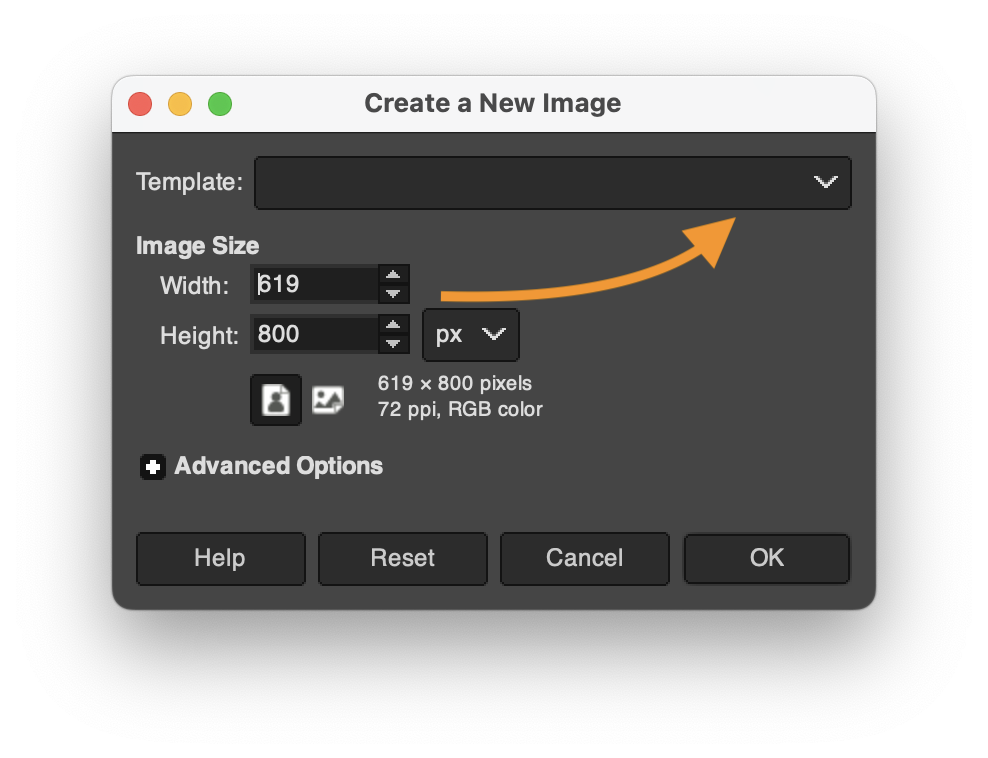 Create a New Image
Template:
Image Size
Width: 619
Height: 800 px
619 × 800 pixels
72 ppi, RGB color
Advanced Options
Help Reset Cancel OK